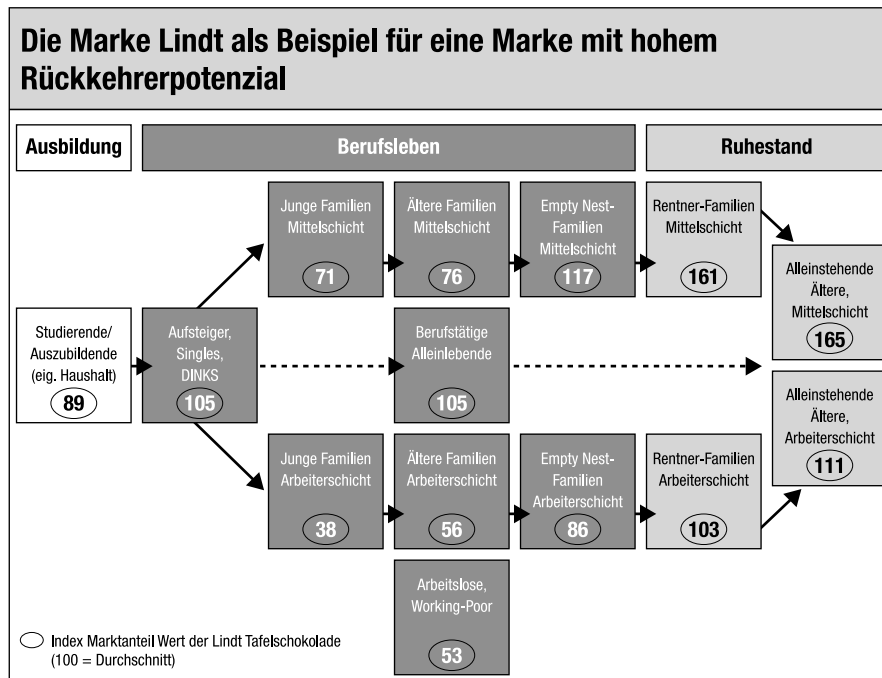 Die Marke Lindt als Beispiel für eine Marke mit hohem
Rückkehrerpotenzial
Ausbildung
Berufsleben
Ruhestand
Junge Familien
Mittelschicht
71
Ältere Familien
Mittelschicht
76
Empty Nest-
Familien
Mittelschicht
117
Rentner-Familien
Mittelschicht
161
Alleinstehende
Ältere,
Mittelschicht
165
Studierende/
Auszubildende
(eig. Haushalt)
89
Aufsteiger,
Singles,
DINKS
105
Berufstätige
Alleinlebende
105
Alleinstehende
Ältere,
Arbeiterschicht
111
Junge Familien
Arbeiterschicht
38
Ältere Familien
Arbeiterschicht
56
Empty Nest-
Familien
Arbeiterschicht
86
Rentner-Familien
Arbeiterschicht
103
Arbeitslose,
Working-Poor
53
Index Marktanteil Wert der Lindt Tafelschokolade
(100 = Durchschnitt)